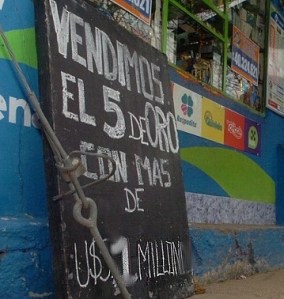 VENDIMOS
EL 5 DE ORO
CON MAS
DE
U$S 1 MILLON